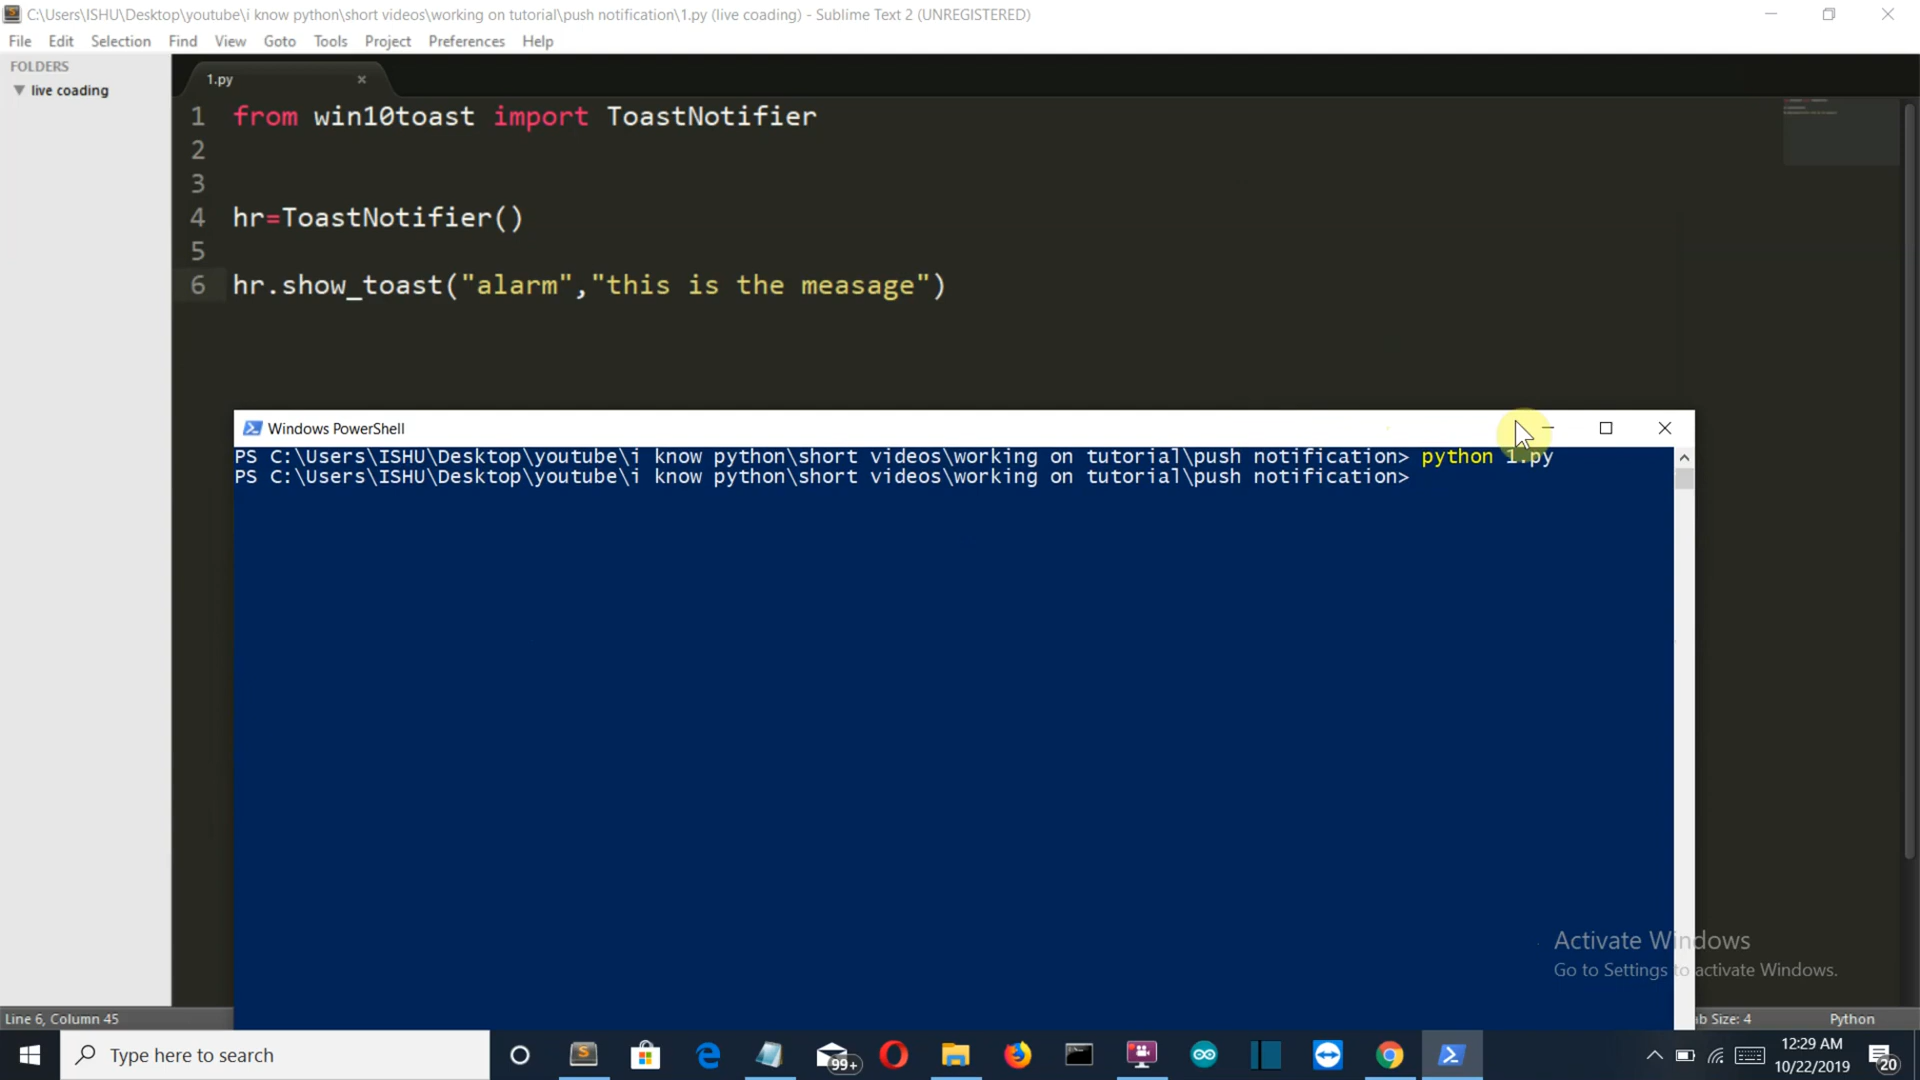 C:\Users\ISHU\Desktop\youtube\i know python\short videos\working on tutorial\push notification\1.py (live coading) - Sublime Text 2 (UNREGISTERED)
File Edit Selection Find View Goto Tools Project Preferences Help
FOLDERS
live coading
1.py
1 from win10toast import ToastNotifier
2
3
4 hr=ToastNotifier()
5
6 hr.show_toast("alarm","this is the measage")
Windows PowerShell
PS C:\Users\ISHU\Desktop\youtube\i know python\short videos\working on tutorial\push notification> python 1.py
PS C:\Users\ISHU\Desktop\youtube\i know python\short videos\working on tutorial\push notification>
Activate Windows
Go to Settings to activate Windows.
Line 6, Column 45
Size: 4 Python
Type here to search
99+
12:29 AM
10/22/2019
20